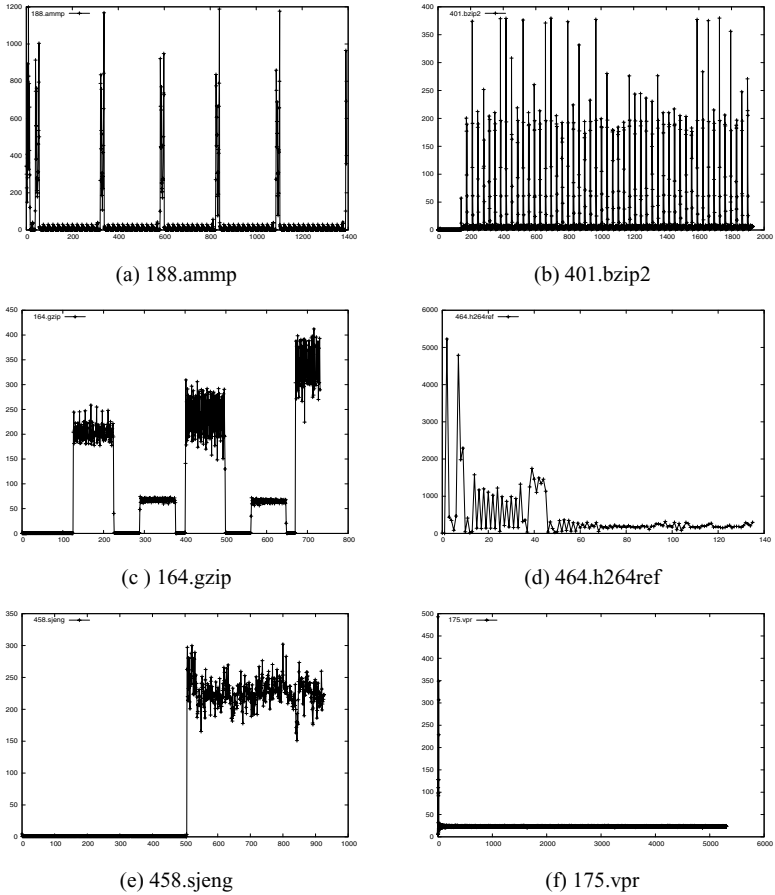 188.ammp
1200
1000
800
600
400
200
0
0 200 400 600 800 1000 1200 1400
(a) 188.ammp
401.bzip2
400
350
300
250
200
150
100
50
0
0 200 400 600 800 1000 1200 1400 1600 1800 2000
(b) 401.bzip2
164.gzip
450
400
350
300
250
200
150
100
50
0
0 100 200 300 400 500 600 700 800
(c ) 164.gzip
464.h264ref
6000
5000
4000
3000
2000
1000
0
0 20 40 60 80 100 120 140
(d) 464.h264ref
458.sjeng
350
300
250
200
150
100
50
0
0 100 200 300 400 500 600 700 800 900 1000
(e) 458.sjeng
175.vpr
500
450
400
350
300
250
200
150
100
50
0
0 1000 2000 3000 4000 5000 6000
(f) 175.vpr